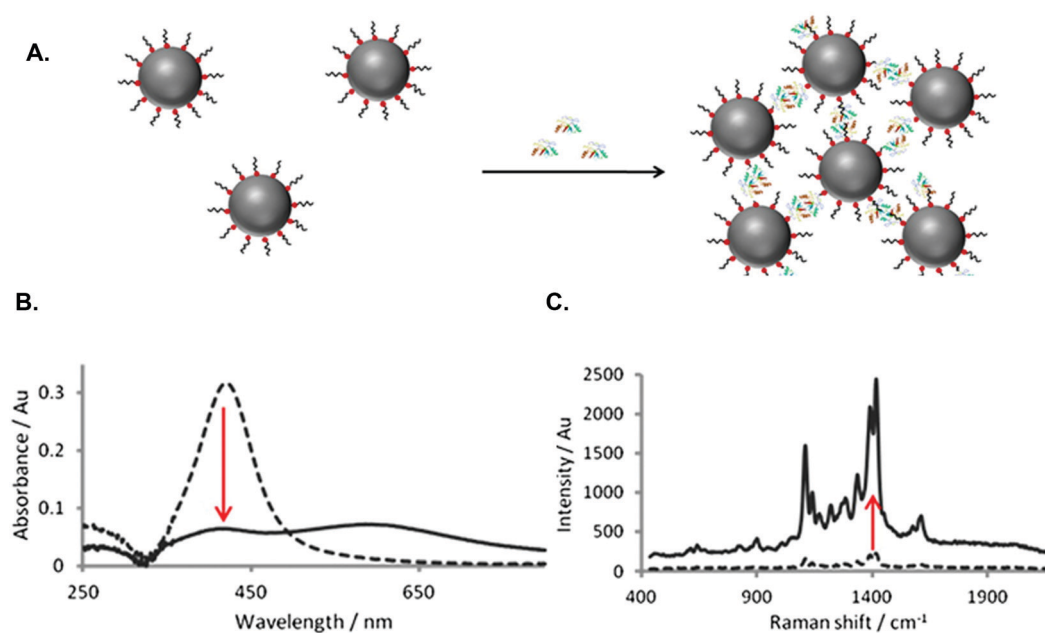 A.
B.
C.
Absorbance / Au
0.3
0.2
0.1
0
250
450
650
Wavelength / nm
Intensity / Au
2500
2000
1500
1000
500
0
400
900
1400
1900
Raman shift / cm⁻¹